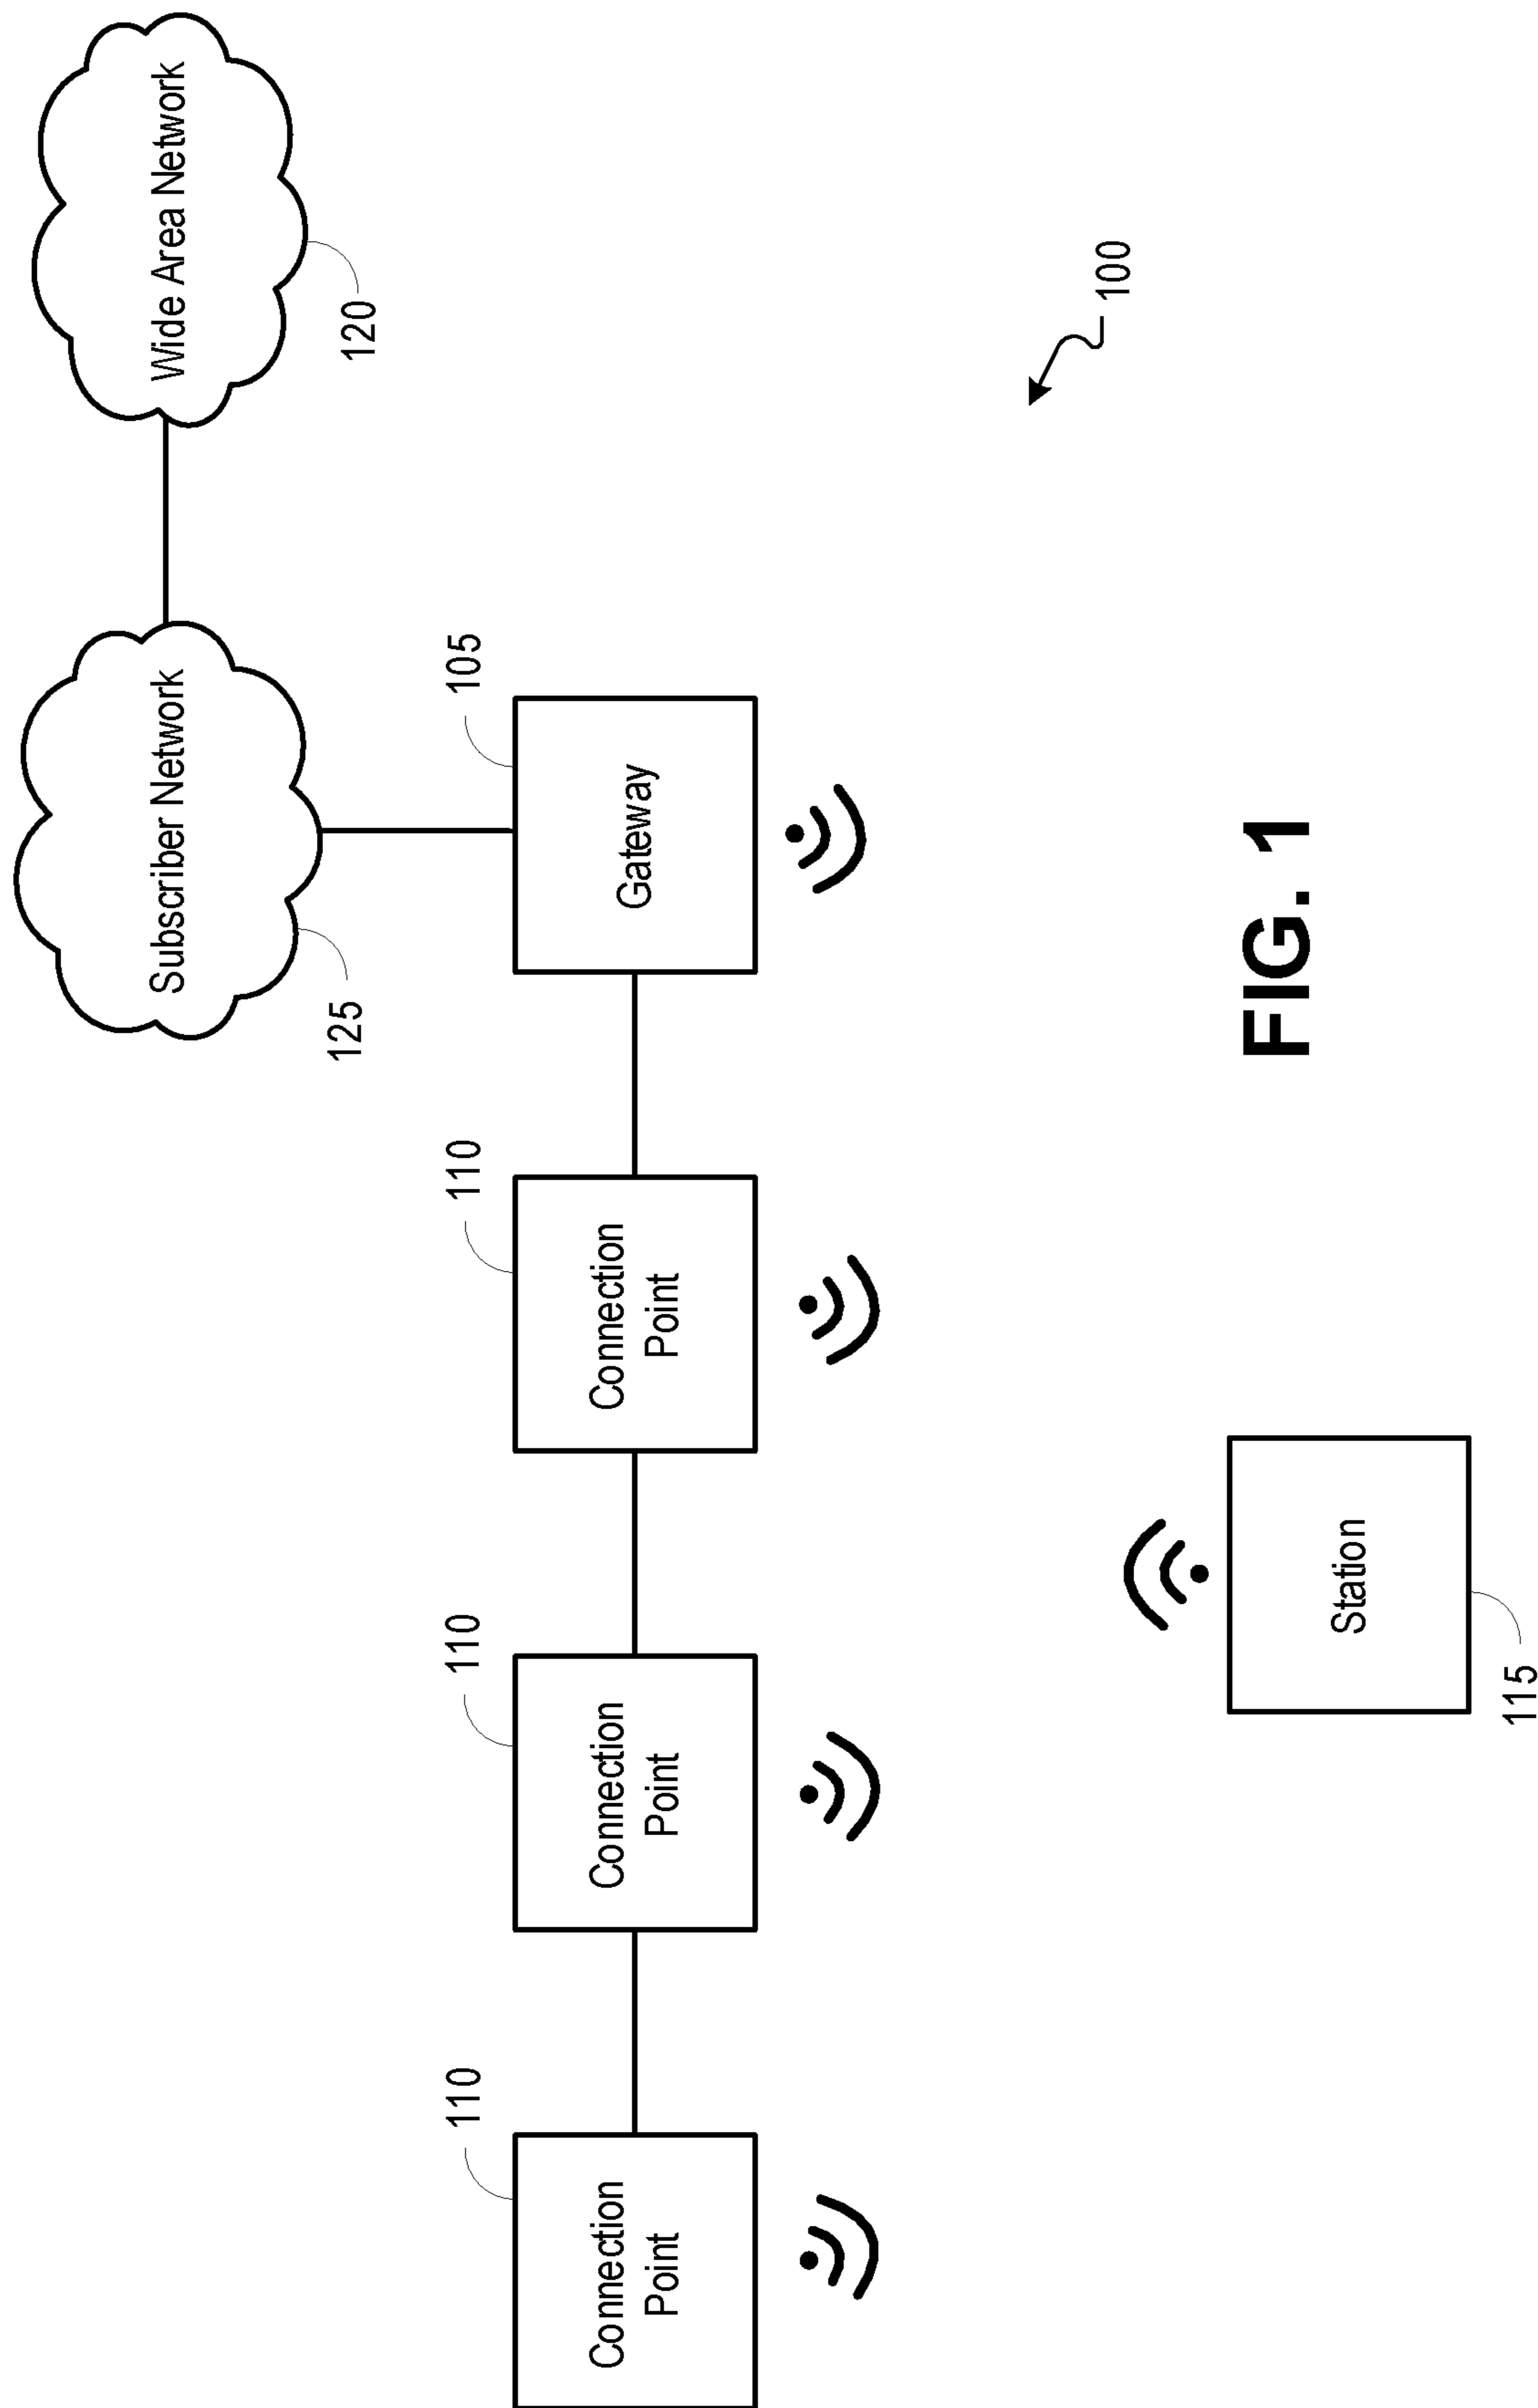 Subscriber Network
Wide Area Network
125
120
110
110
110
105
Connection
Point
Connection
Point
Connection
Point
Gateway
100
Station
115
FIG. 1